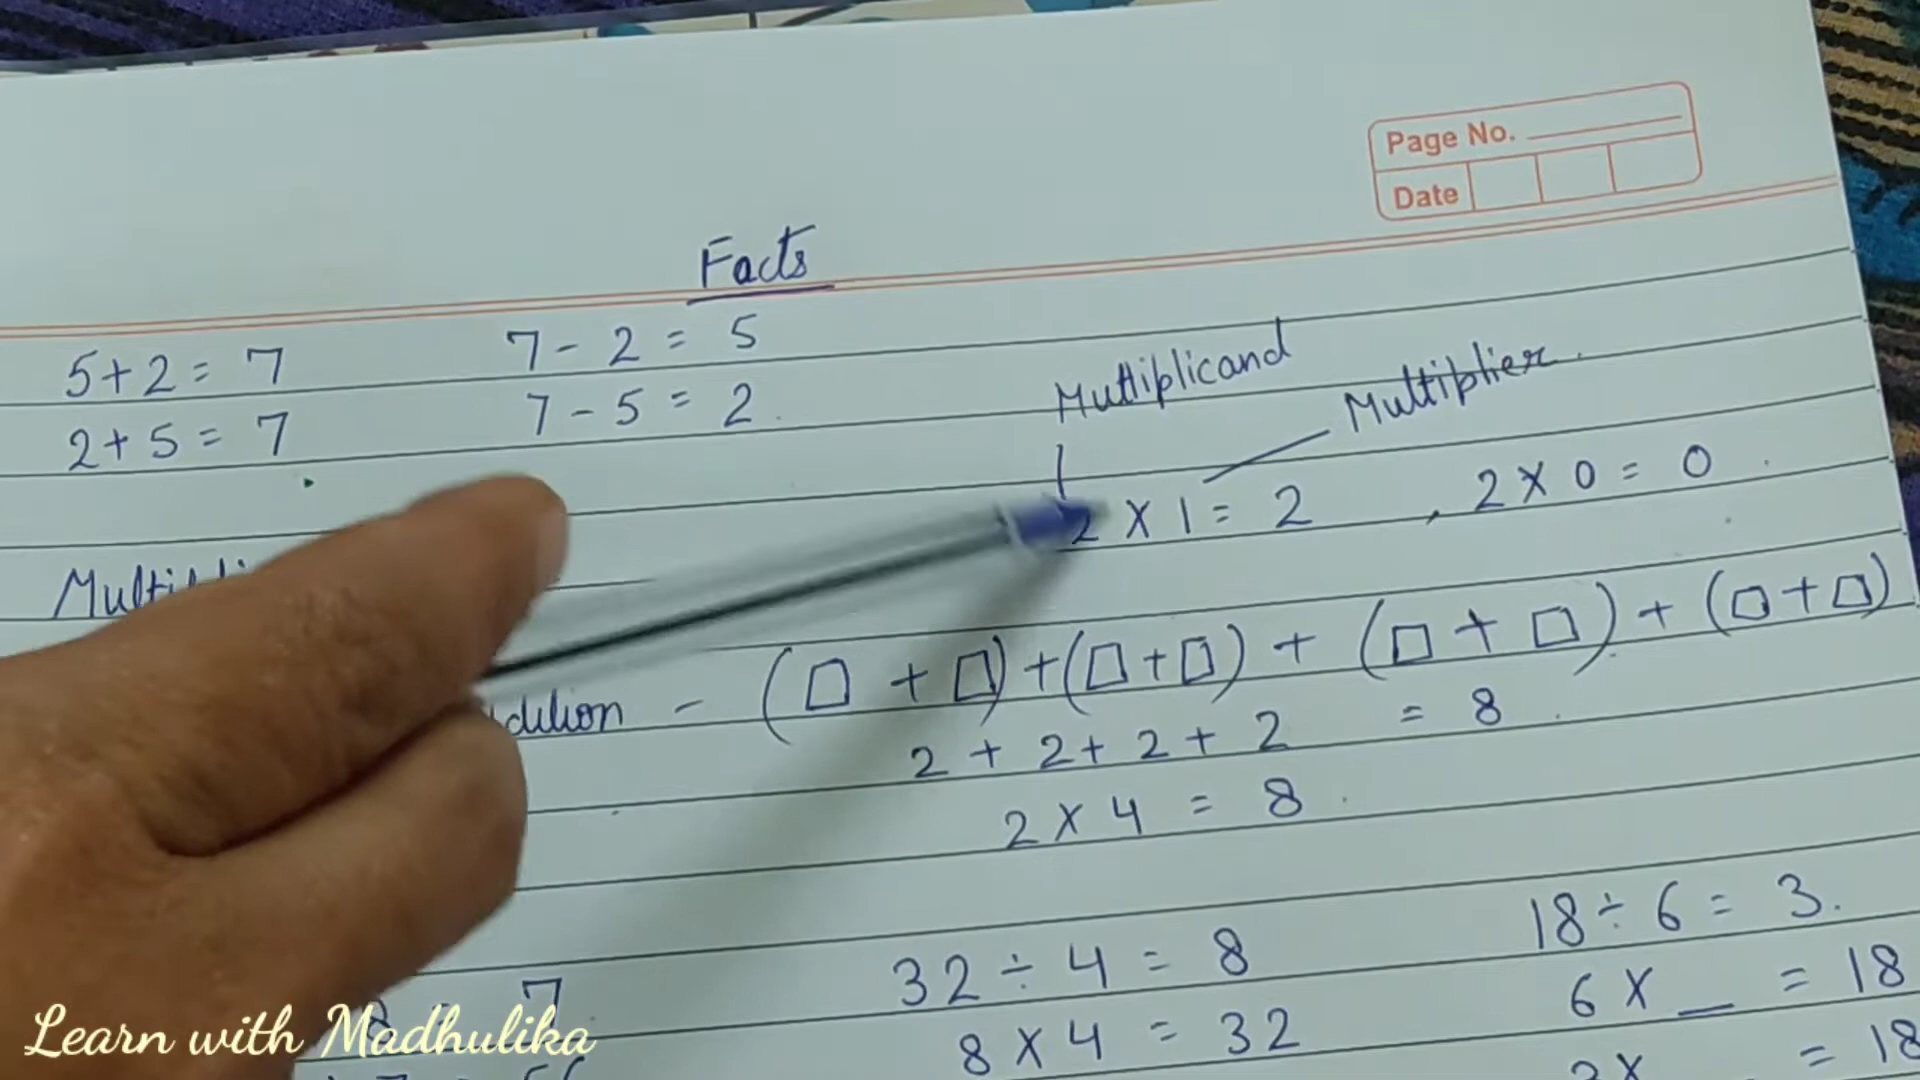 Page No.
Date
Facts
5+2 = 7
7 - 2 = 5
2+5 = 7
7 - 5 = 2
Multiplicand
Multiplier
2 X 1 = 2 , 2 X 0 = 0
(□ + □) + (□ + □) + (□ + □) + (□ + □)
2 + 2 + 2 + 2 = 8
2 X 4 = 8
18 ÷ 6 = 3.
32 ÷ 4 = 8
6 X __ = 18
8 X 4 = 32
= 18
Learn with Madhulika